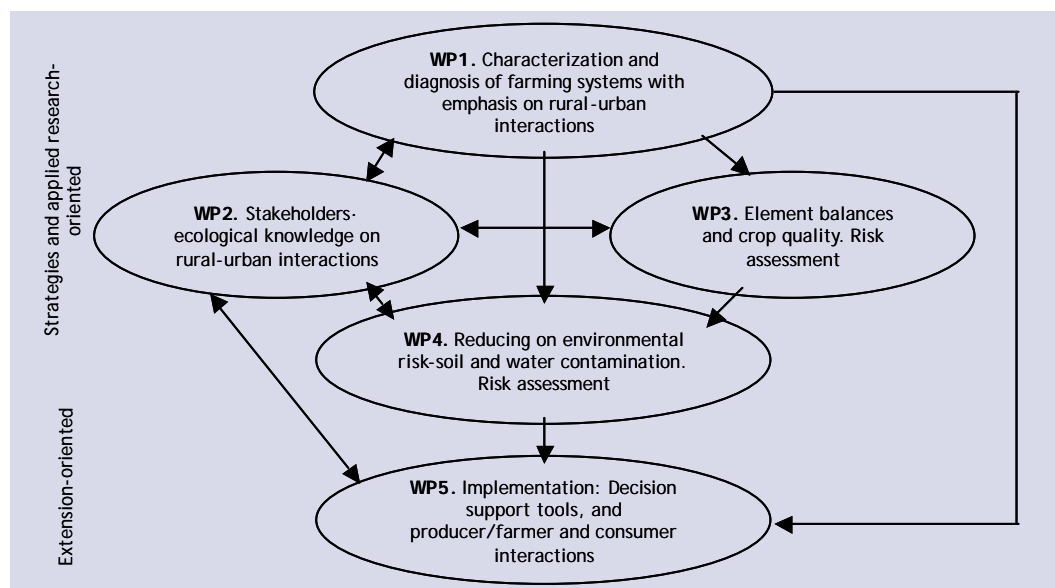 WP1. Characterization and
diagnosis of farming systems with
emphasis on rural-urban
interactions
WP2. Stakeholders-
ecological knowledge on
rural-urban interactions
WP3. Element balances
and crop quality. Risk
assessment
WP4. Reducing on environmental
risk-soil and water contamination.
Risk assessment
WP5. Implementation: Decision
support tools, and
producer/farmer and consumer
interactions
Strategies and applied research-
oriented
Extension-oriented